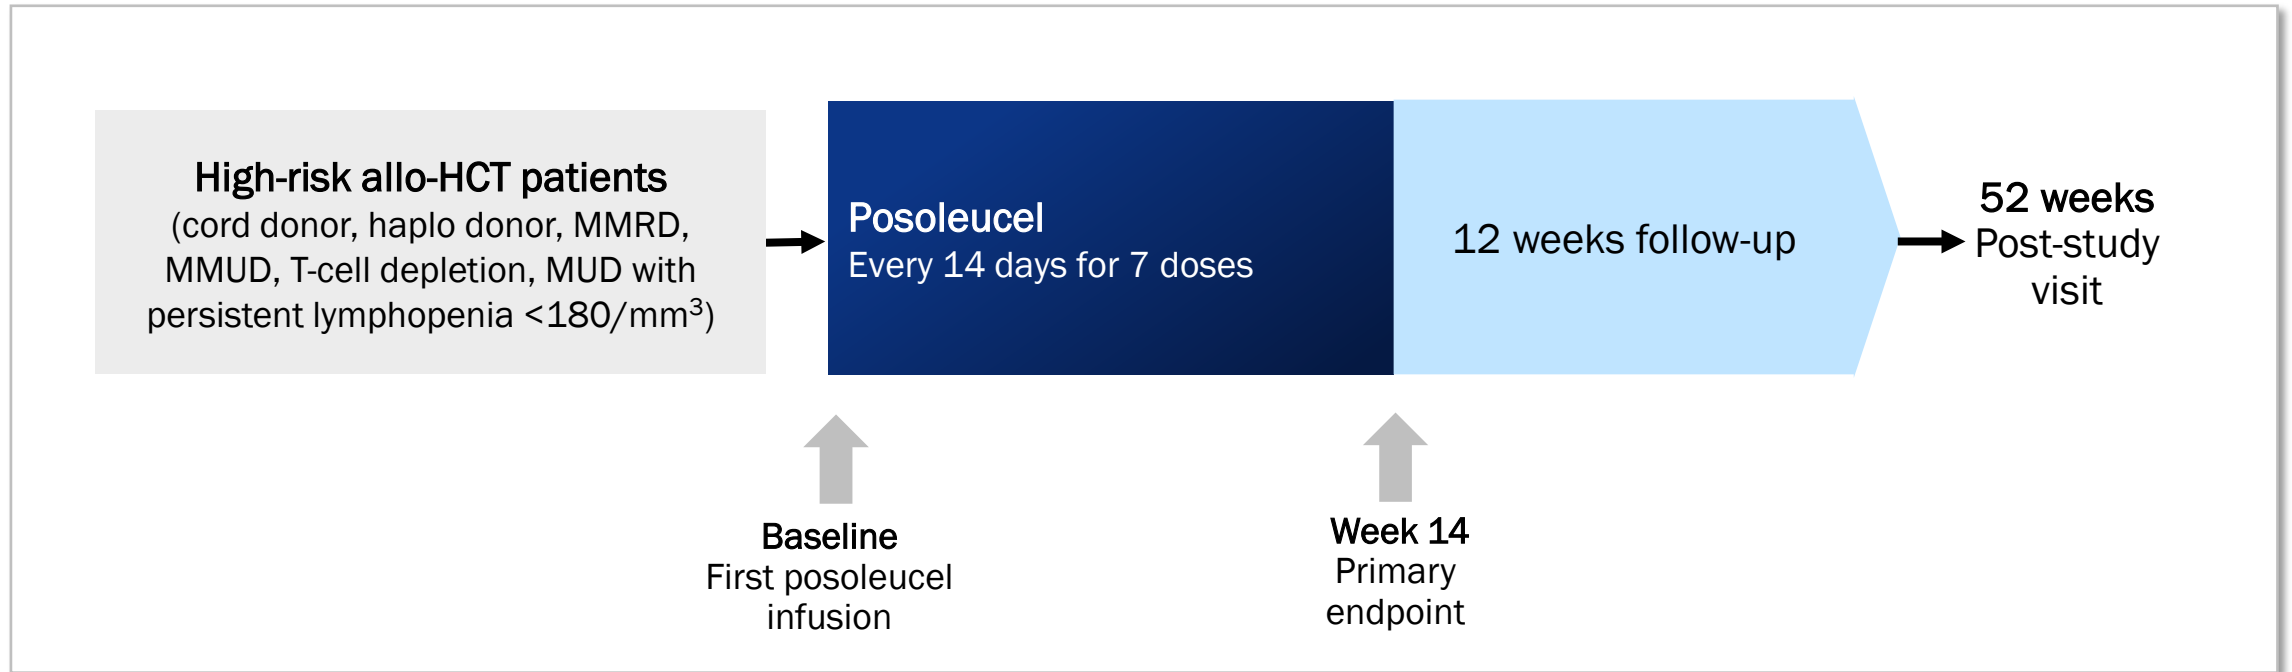 High-risk allo-HCT patients
(cord donor, haplo donor, MMRD,
MMUD, T-cell depletion, MUD with
persistent lymphopenia <180/mm³)
Posoleucel
Every 14 days for 7 doses
12 weeks follow-up
52 weeks
Post-study
visit
Baseline
First posoleucel
infusion
Week 14
Primary
endpoint